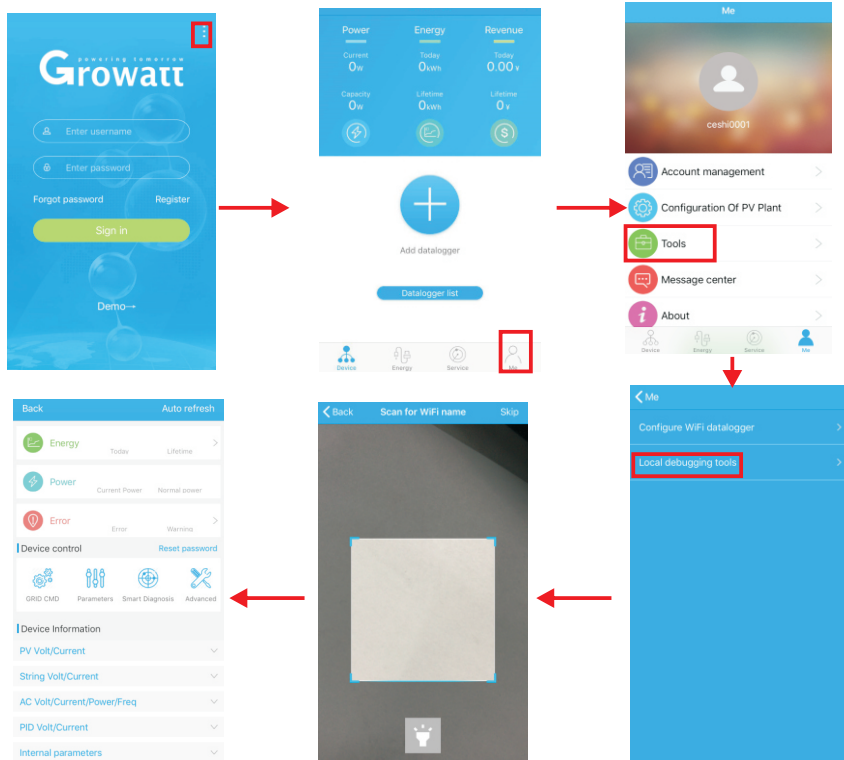 powering tomorrow
Growatt
Enter username
Enter password
Forgot password Register
Sign in
Demo→
Power Energy Revenue
Current Today Today
0w 0kWh 0.00¥
Capacity Lifetime Lifetime
0w 0kWh 0¥
Add datalogger
Datalogger list
Device Energy Service Me
Me
ceshi0001
Account management
Configuration Of PV Plant
Tools
Message center
About
Device Energy Service Me
Me
Configure WiFi datalogger
Local debugging tools
Back Scan for WiFi name Skip
Back Auto refresh
Energy
Today Lifetime
Power
Current Power Normal power
Error
Error Warning
Device control Reset password
GRID CMD Parameters Smart Diagnosis Advanced
Device Information
PV Volt/Current
String Volt/Current
AC Volt/Current/Power/Freq
PID Volt/Current
Internal parameters